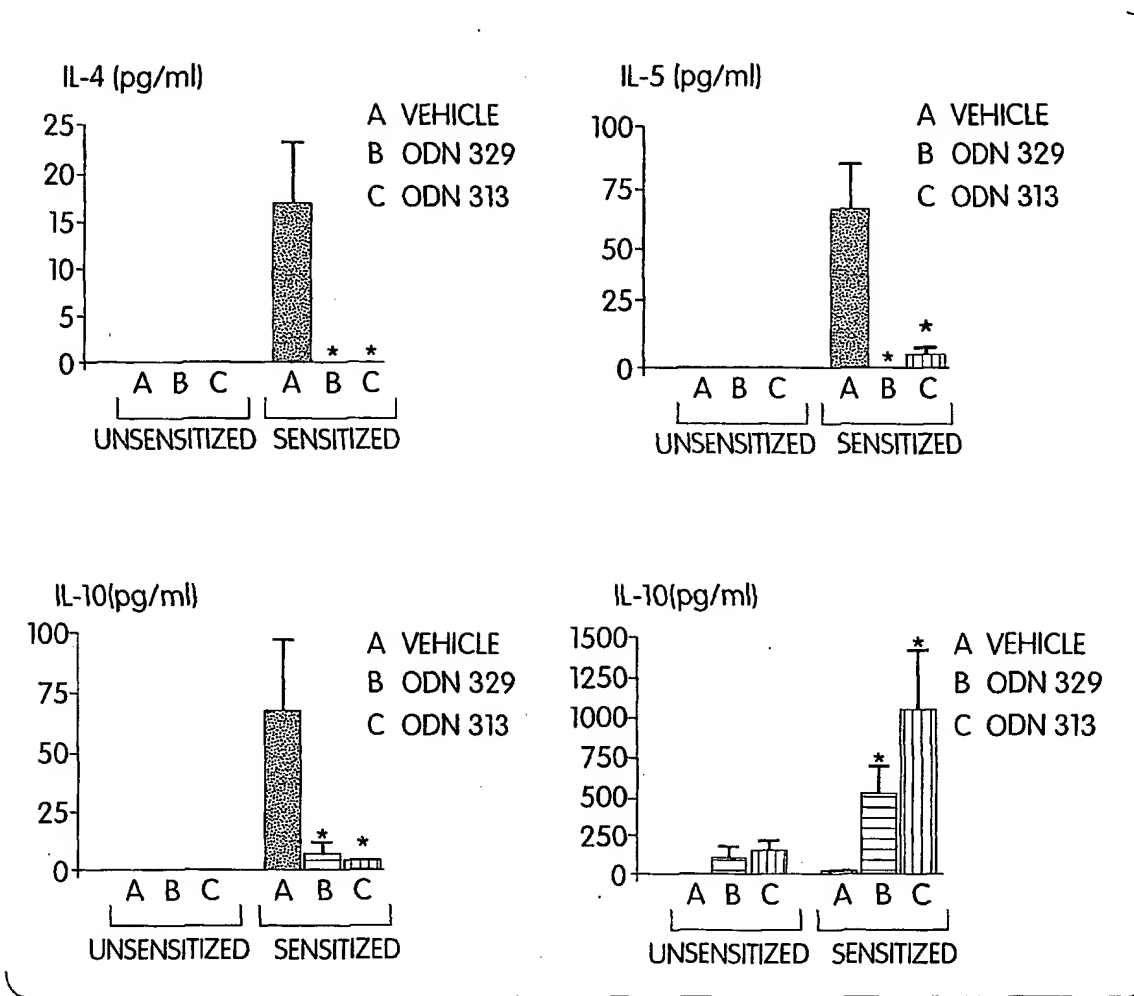 IL-4 (pg/ml)
A VEHICLE
B ODN 329
C ODN 313
25
20
15
10
5
0
* *
A B C A B C
UNSENSITIZED SENSITIZED
IL-5 (pg/ml)
A VEHICLE
B ODN 329
C ODN 313
100
75
50
25
0
* *
A B C A B C
UNSENSITIZED SENSITIZED
IL-10(pg/ml)
A VEHICLE
B ODN 329
C ODN 313
100
75
50
25
0
* *
A B C A B C
UNSENSITIZED SENSITIZED
IL-10(pg/ml)
A VEHICLE
B ODN 329
C ODN 313
1500
1250
1000
750
500
250
0
* *
A B C A B C
UNSENSITIZED SENSITIZED